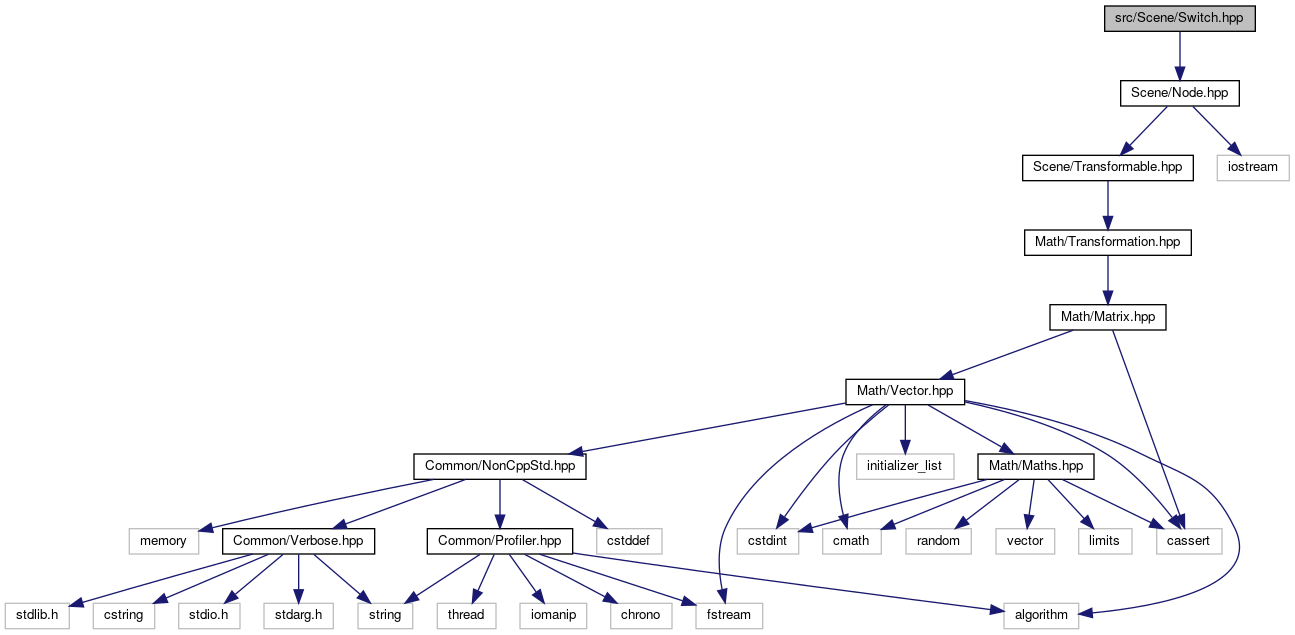 src/Scene/Switch.hpp
Scene/Node.hpp
Scene/Transformable.hpp
iostream
Math/Transformation.hpp
Math/Matrix.hpp
Math/Vector.hpp
Common/NonCppStd.hpp
initializer_list
Math/Maths.hpp
memory
Common/Verbose.hpp
Common/Profiler.hpp
cstddef
cstdint
cmath
random
vector
limits
cassert
stdlib.h
cstring
stdio.h
stdarg.h
string
thread
iomanip
chrono
fstream
algorithm